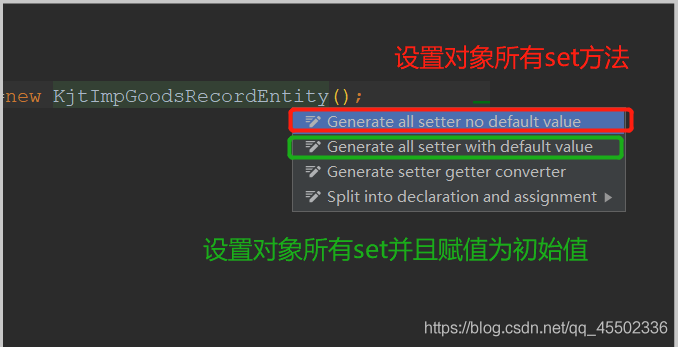 设置对象所有set方法
=new KjtImpGoodsRecordEntity();
Generate all setter no default value
Generate all setter with default value
Generate setter getter converter
Split into declaration and assignment
设置对象所有set并且赋值为初始值
https://blog.csdn.net/qq_45502336